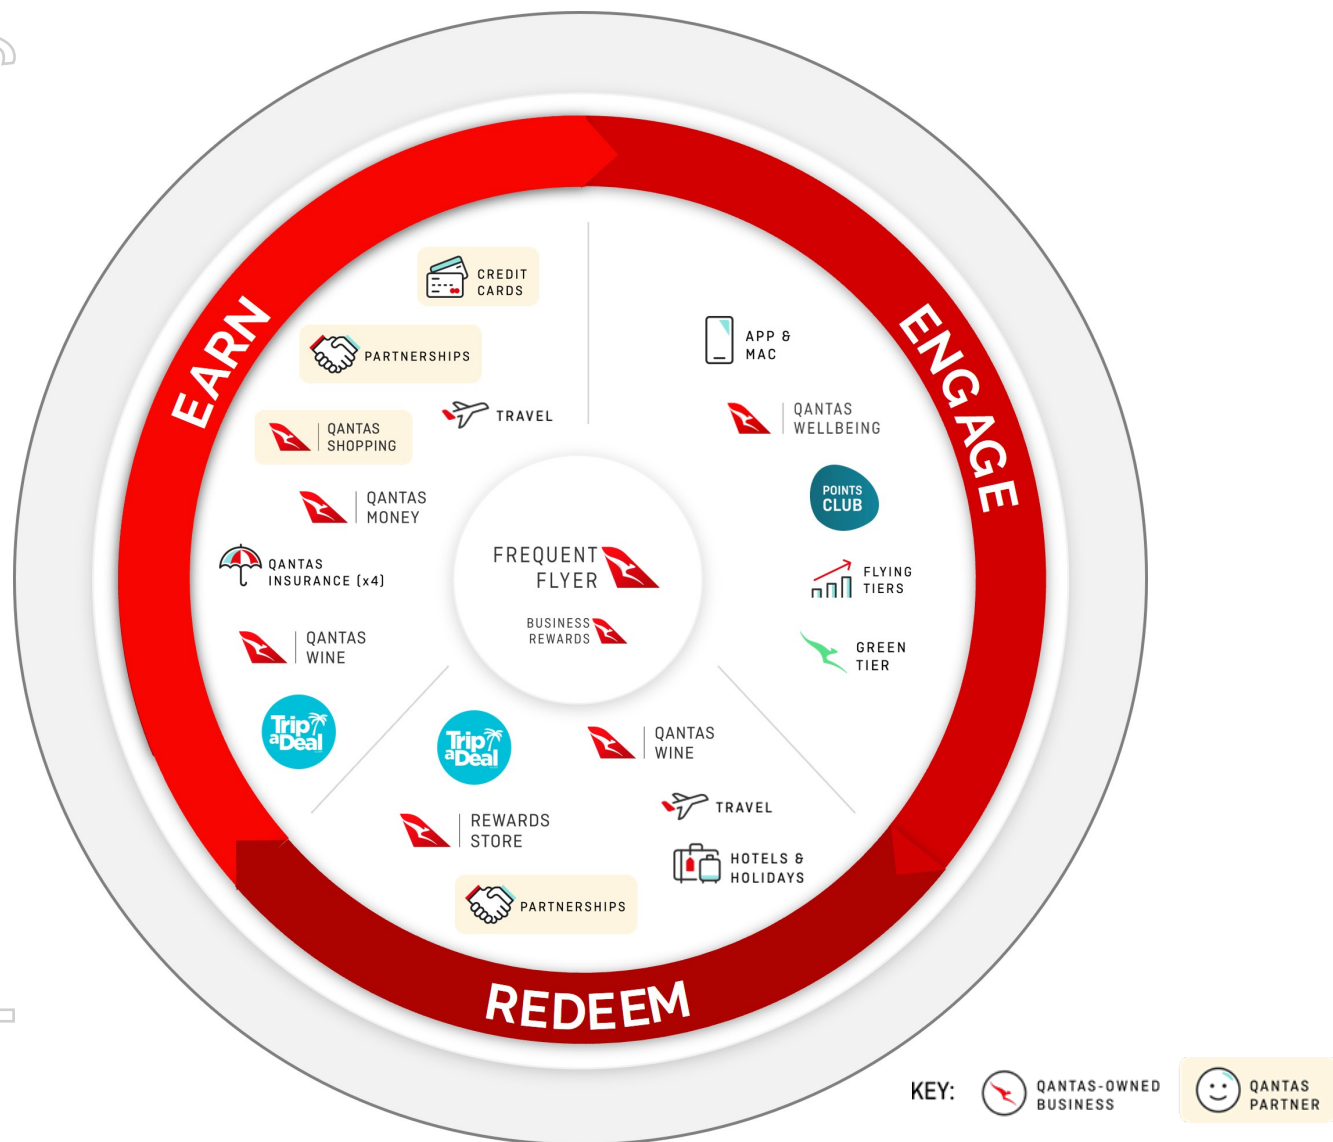 EARN
CREDIT
CARDS
PARTNERSHIPS
TRAVEL
QANTAS
SHOPPING
QANTAS
MONEY
QANTAS
INSURANCE (x4)
QANTAS
WINE
Trip
aDeal
ENGAGE
APP &
MAC
QANTAS
WELLBEING
POINTS
CLUB
FLYING
TIERS
GREEN
TIER
FREQUENT
FLYER
BUSINESS
REWARDS
Trip
aDeal
QANTAS
WINE
REWARDS
STORE
TRAVEL
HOTELS &
HOLIDAYS
PARTNERSHIPS
REDEEM
KEY:
QANTAS-OWNED
BUSINESS
QANTAS
PARTNER